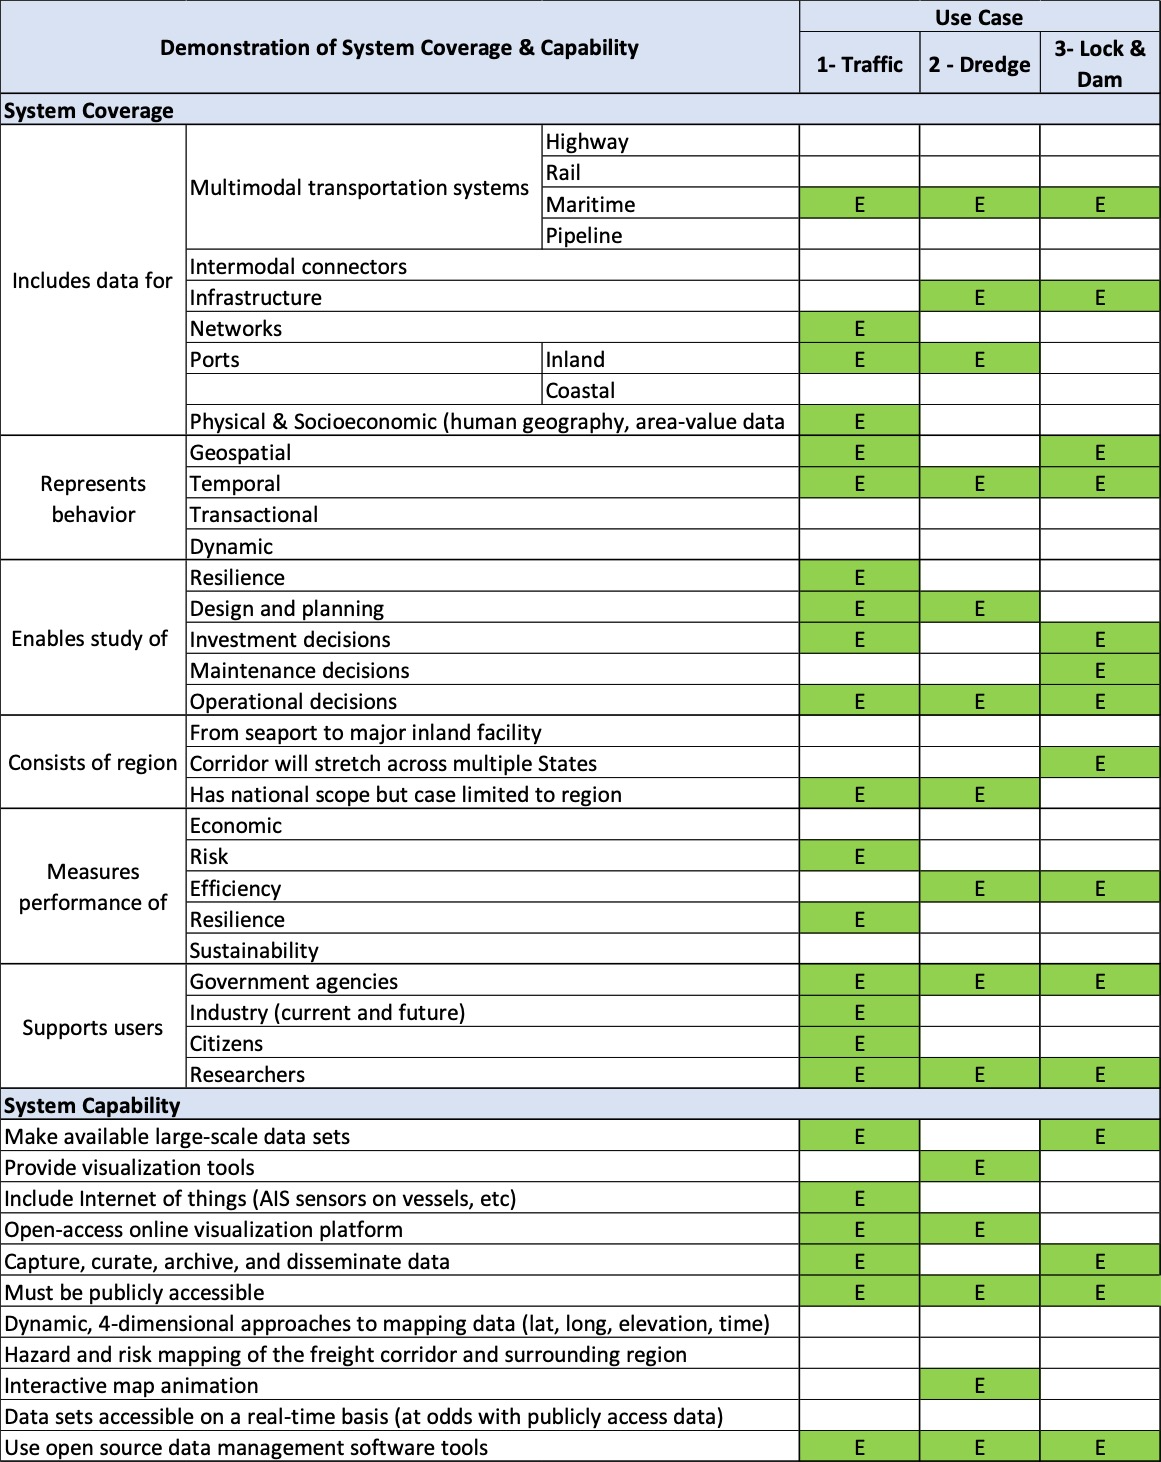 Demonstration of System Coverage & Capability
Use Case
1- Traffic
2 - Dredge
3- Lock &
Dam
System Coverage
Includes data for
Multimodal transportation systems
Highway
Rail
Maritime E E E
Pipeline
Intermodal connectors
Infrastructure E E
Networks E
Ports Inland E E
Coastal
Physical & Socioeconomic (human geography, area-value data E
Represents
behavior
Geospatial E E
Temporal E E E
Transactional
Dynamic
Enables study of
Resilience E
Design and planning E E
Investment decisions E E
Maintenance decisions E
Operational decisions E E E
Consists of region
From seaport to major inland facility
Corridor will stretch across multiple States E
Has national scope but case limited to region E E
Measures
performance of
Economic
Risk E
Efficiency E E
Resilience E
Sustainability
Supports users
Government agencies E E E
Industry (current and future) E
Citizens E
Researchers E E E
System Capability
Make available large-scale data sets E E
Provide visualization tools E
Include Internet of things (AIS sensors on vessels, etc) E
Open-access online visualization platform E E
Capture, curate, archive, and disseminate data E E
Must be publicly accessible E E E
Dynamic, 4-dimensional approaches to mapping data (lat, long, elevation, time)
Hazard and risk mapping of the freight corridor and surrounding region
Interactive map animation E
Data sets accessible on a real-time basis (at odds with publicly access data)
Use open source data management software tools E E E